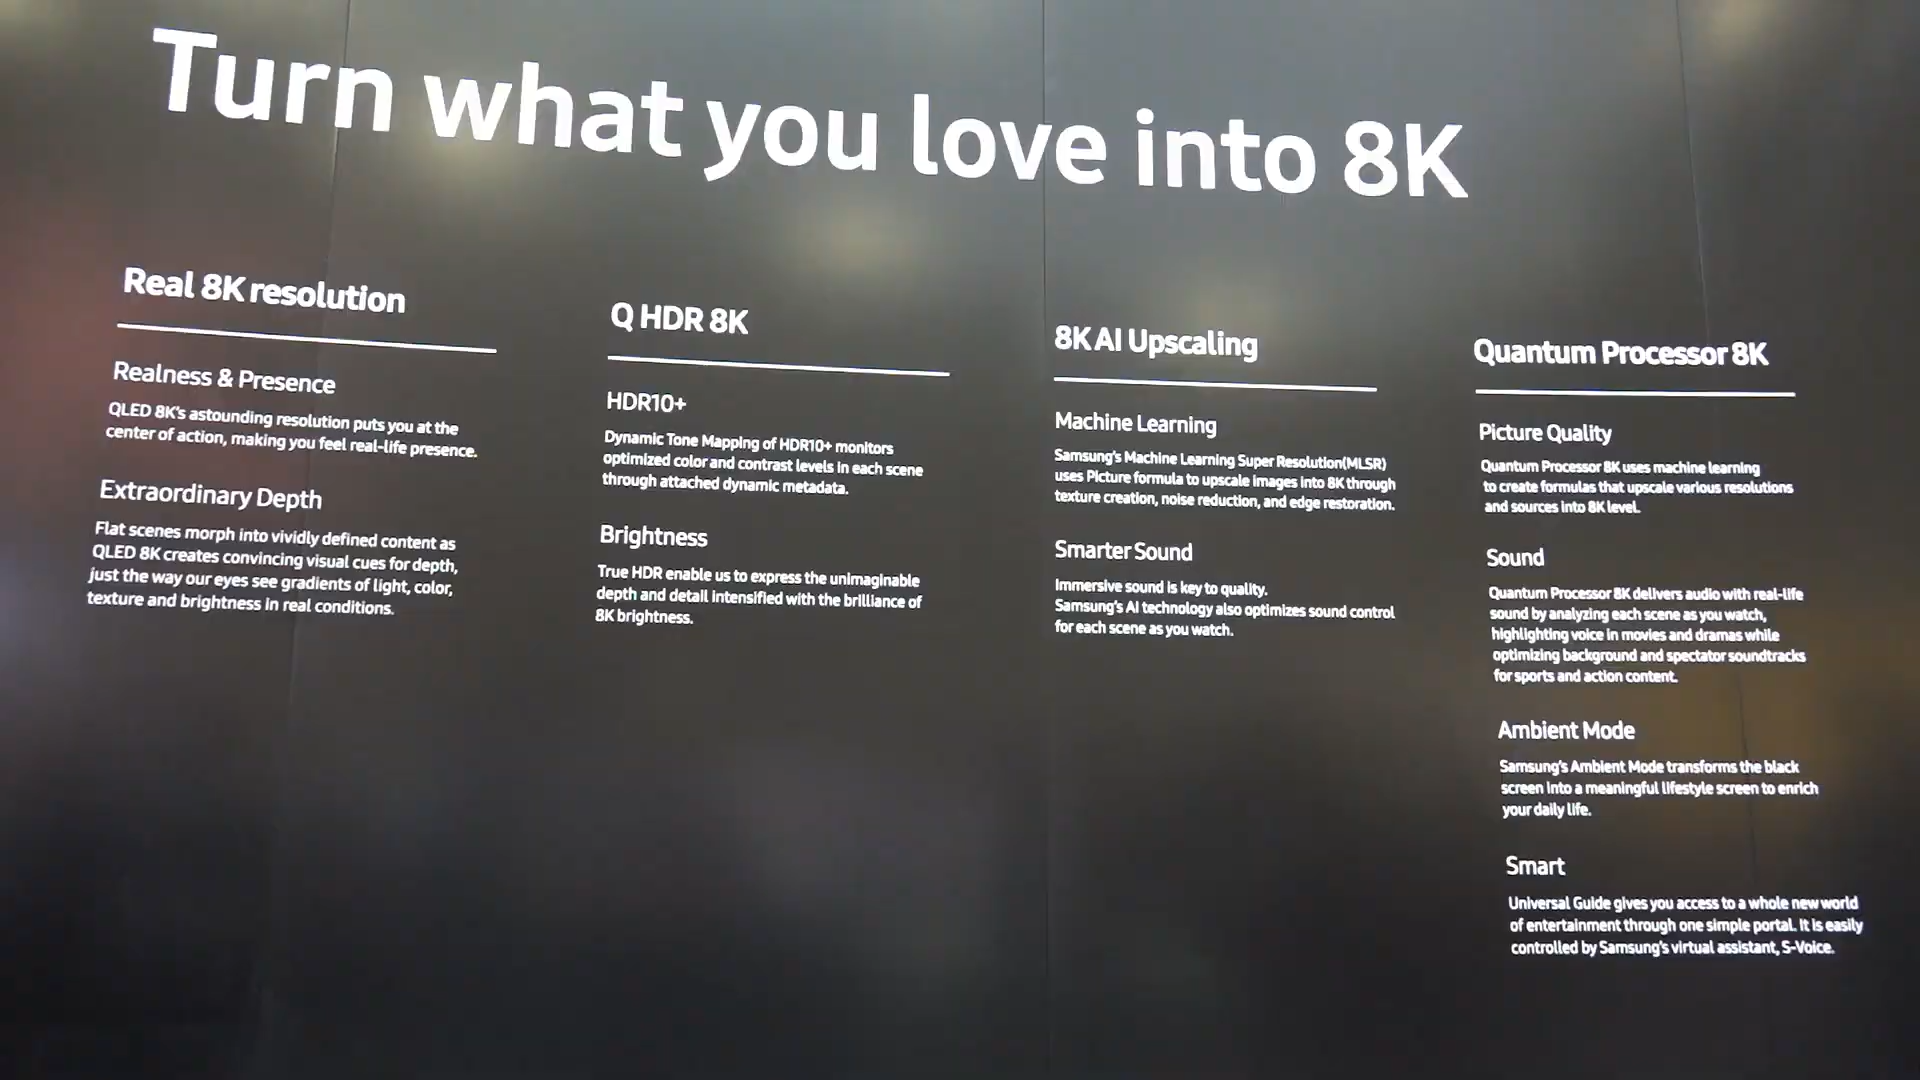 Turn what you love into 8K
Real 8K resolution
Realness & Presence
QLED 8K's astounding resolution puts you at the
center of action, making you feel real-life presence.
Extraordinary Depth
Flat scenes morph into vividly defined content as
QLED 8K creates convincing visual cues for depth,
just the way our eyes see gradients of light, color,
texture and brightness in real conditions.
Q HDR 8K
HDR10+
Dynamic Tone Mapping of HDR10+ monitors
optimized color and contrast levels in each scene
through attached dynamic metadata.
Brightness
True HDR enable us to express the unimaginable
depth and detail intensified with the brilliance of
8K brightness.
8K AI Upscaling
Machine Learning
Samsung's Machine Learning Super Resolution(MLSR)
uses Picture formula to upscale images into 8K through
texture creation, noise reduction, and edge restoration.
Smarter Sound
Immersive sound is key to quality.
Samsung's AI technology also optimizes sound control
for each scene as you watch.
Quantum Processor 8K
Picture Quality
Quantum Processor 8K uses machine learning
to create formulas that upscale various resolutions
and sources into 8K level.
Sound
Quantum Processor 8K delivers audio with real-life
sound by analyzing each scene as you watch,
highlighting voice in movies and dramas while
optimizing background and spectator soundtracks
for sports and action content.
Ambient Mode
Samsung's Ambient Mode transforms the black
screen into a meaningful lifestyle screen to enrich
your daily life.
Smart
Universal Guide gives you access to a whole new world
of entertainment through one simple portal. It is easily
controlled by Samsung's virtual assistant, S-Voice.